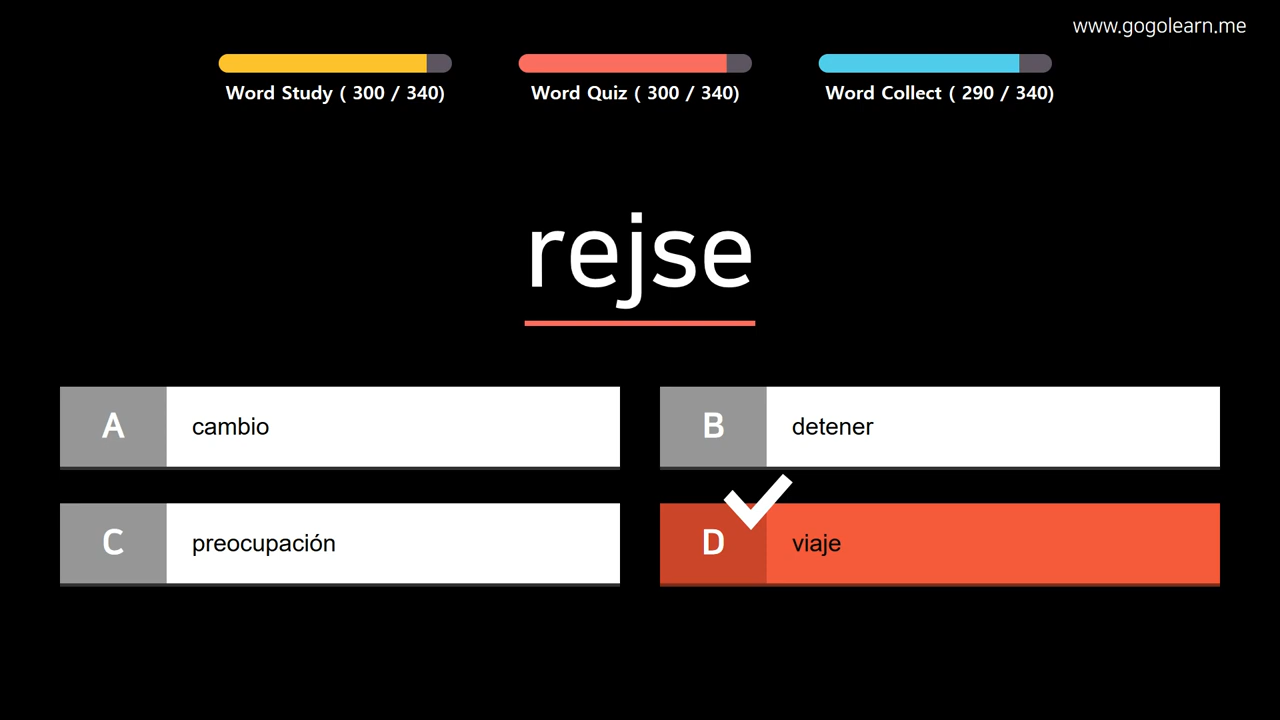 www.gogolearn.me
Word Study ( 300 / 340)
Word Quiz ( 300 / 340)
Word Collect ( 290 / 340)
rejse
A cambio
B detener
C preocupación
D viaje